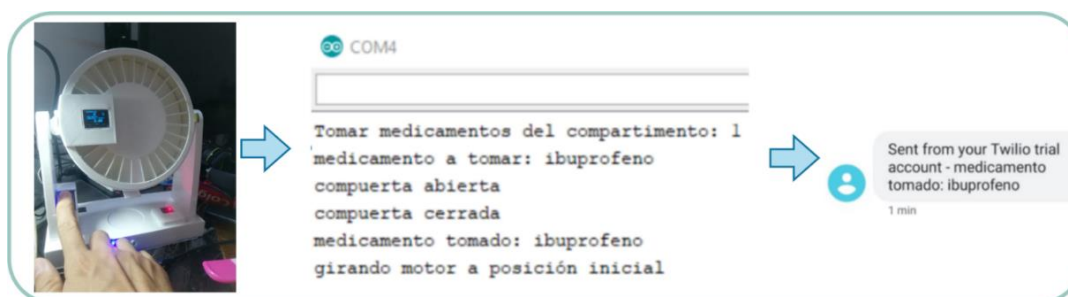 COM4
Tomar medicamentos del compartimento: 1
medicamento a tomar: ibuprofeno
compuerta abierta
compuerta cerrada
medicamento tomado: ibuprofeno
girando motor a posición inicial
Sent from your Twilio trial
account - medicamento
tomado: ibuprofeno
1 min